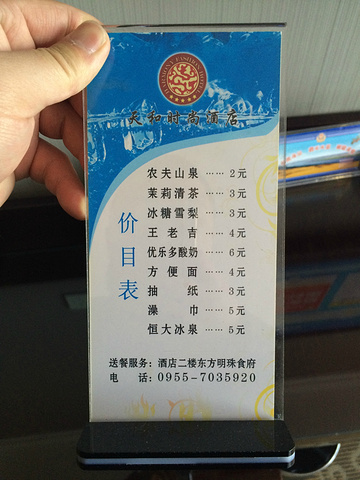 天和时尚酒店
价目表
农夫山泉 …… 2元
茉莉清茶 …… 3元
冰糖雪梨 …… 3元
王老吉 …… 4元
优乐多酸奶 …… 6元
方便面 …… 4元
抽纸 …… 3元
澡巾 …… 5元
恒大冰泉 …… 5元
送餐服务：酒店二楼东方明珠食府
电话：0955-7035920